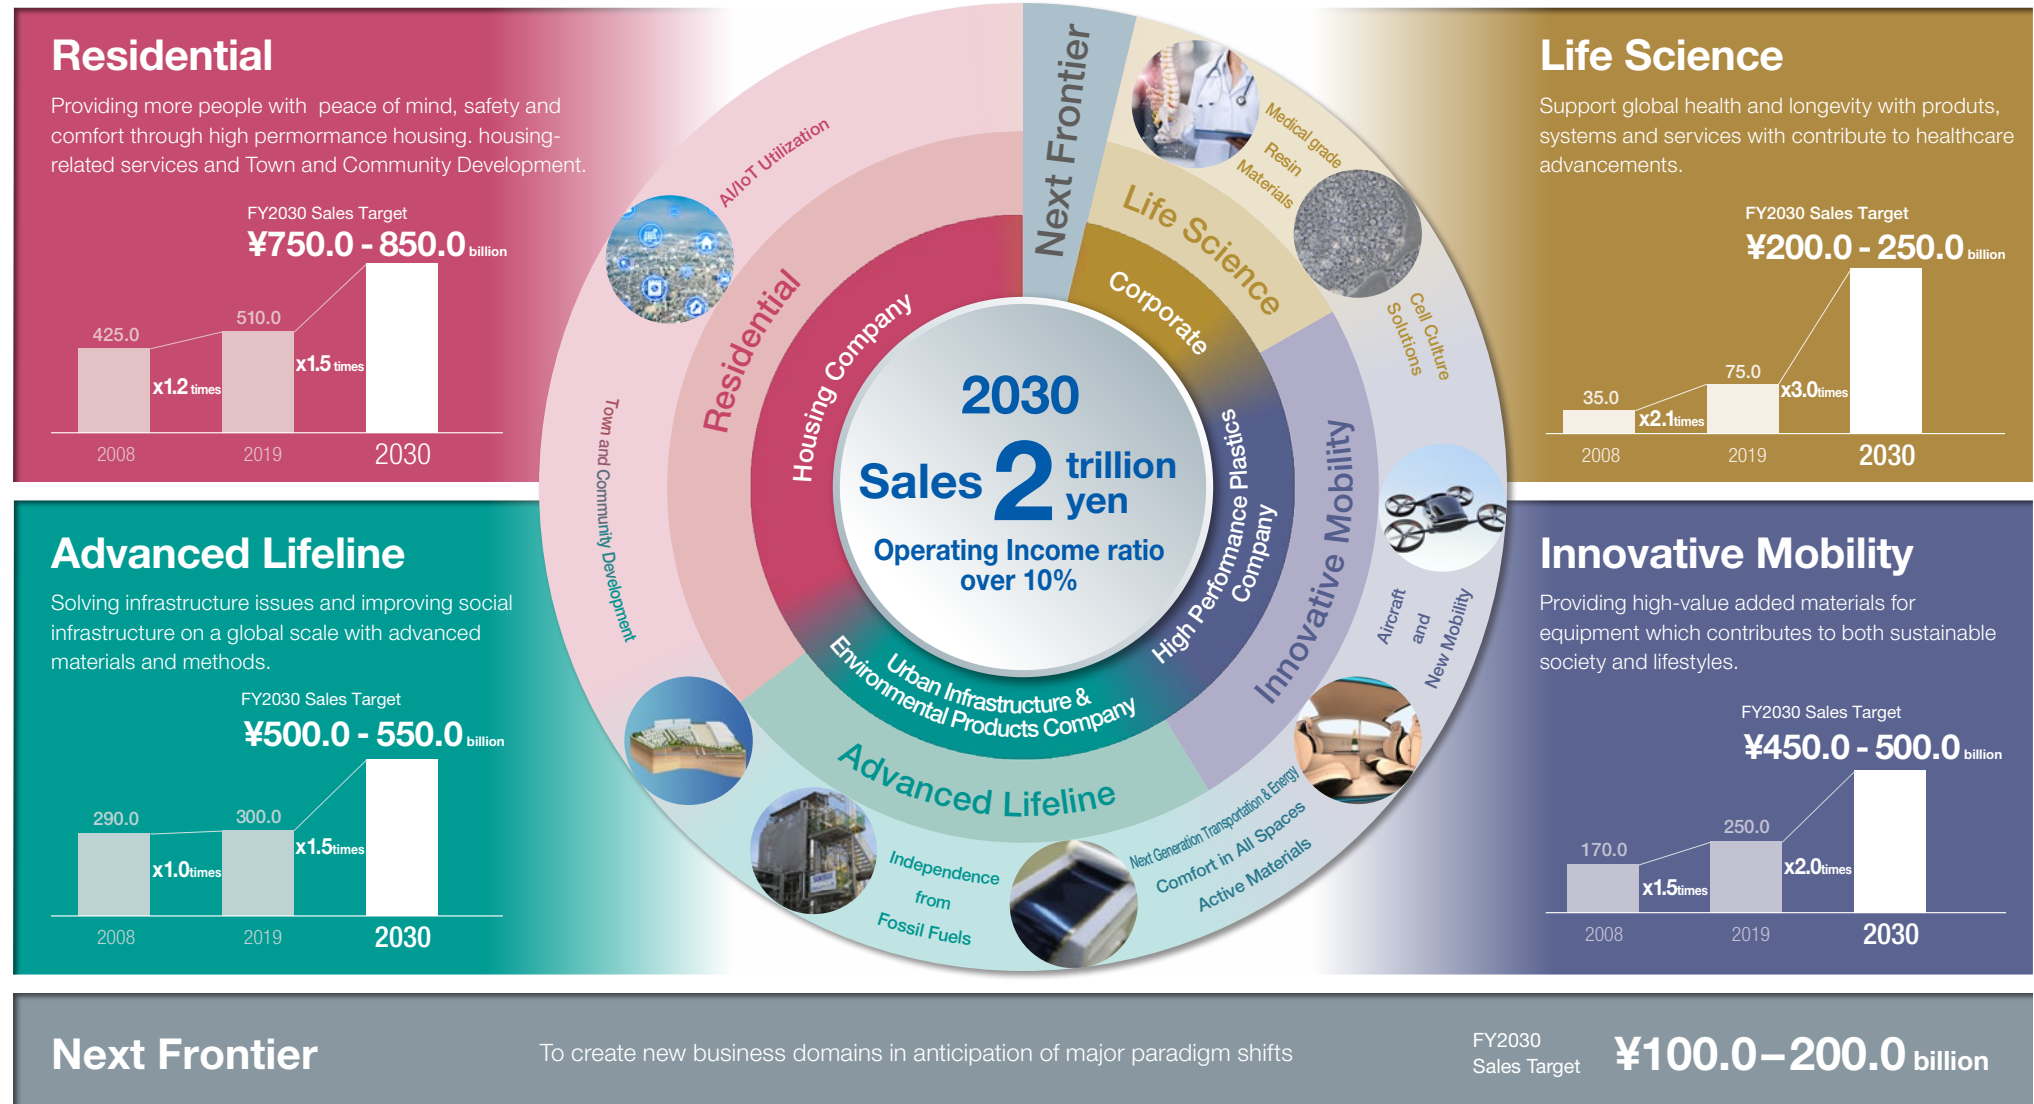 Residential
Providing more people with peace of mind, safety and
comfort through high permormance housing. housing-
related services and Town and Community Development.
FY2030 Sales Target
¥750.0 - 850.0 billion
425.0
510.0
x1.2 times
x1.5 times
2008
2019
2030
Advanced Lifeline
Solving infrastructure issues and improving social
infrastructure on a global scale with advanced
materials and methods.
FY2030 Sales Target
¥500.0 - 550.0 billion
290.0
300.0
x1.0times
x1.5times
2008
2019
2030
Next Frontier
Life Science
Innovative Mobility
Advanced Lifeline
Residential
Corporate
High Performance Plastics
Company
Urban Infrastructure &
Environmental Products Company
Housing Company
2030
Sales 2 trillion
yen
Operating Income ratio
over 10%
AI/IoT Utilization
Town and Community Development
Medical grade
Resin
Materials
Cell Culture
Solutions
Aircraft
and
New Mobility
Next Generation Transportation & Energy
Comfort in All Spaces
Active Materials
Independence
from
Fossil Fuels
Life Science
Support global health and longevity with produts,
systems and services with contribute to healthcare
advancements.
FY2030 Sales Target
¥200.0 - 250.0 billion
35.0
75.0
x2.1times
x3.0times
2008
2019
2030
Innovative Mobility
Providing high-value added materials for
equipment which contributes to both sustainable
society and lifestyles.
FY2030 Sales Target
¥450.0 - 500.0 billion
170.0
250.0
x1.5times
x2.0times
2008
2019
2030
Next Frontier
To create new business domains in anticipation of major paradigm shifts
FY2030
Sales Target
¥100.0–200.0 billion